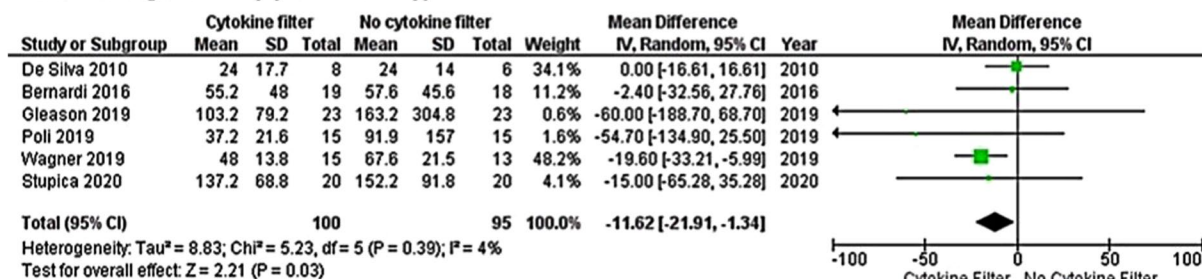 Cytokine filter No cytokine filter Mean Difference Mean Difference
Study or Subgroup Mean SD Total Mean SD Total Weight IV, Random, 95% CI Year IV, Random, 95% CI
De Silva 2010 24 17.7 8 24 14 6 34.1% 0.00 [-16.61, 16.61] 2010
Bernardi 2016 55.2 48 19 57.6 45.6 18 11.2% -2.40 [-32.56, 27.76] 2016
Gleason 2019 103.2 79.2 23 163.2 304.8 23 0.6% -60.00 [-188.70, 68.70] 2019
Poli 2019 37.2 21.6 15 91.9 157 15 1.6% -54.70 [-134.90, 25.50] 2019
Wagner 2019 48 13.8 15 67.6 21.5 13 48.2% -19.60 [-33.21, -5.99] 2019
Stupica 2020 137.2 68.8 20 152.2 91.8 20 4.1% -15.00 [-65.28, 35.28] 2020
Total (95% CI) 100 95 100.0% -11.62 [-21.91, -1.34]
Heterogeneity: Tau² = 8.83; Chi² = 5.23, df = 5 (P = 0.39); I² = 4%
Test for overall effect: Z = 2.21 (P = 0.03)
-100 -50 0 50 100
Cytokine Filter No Cytokine Filter